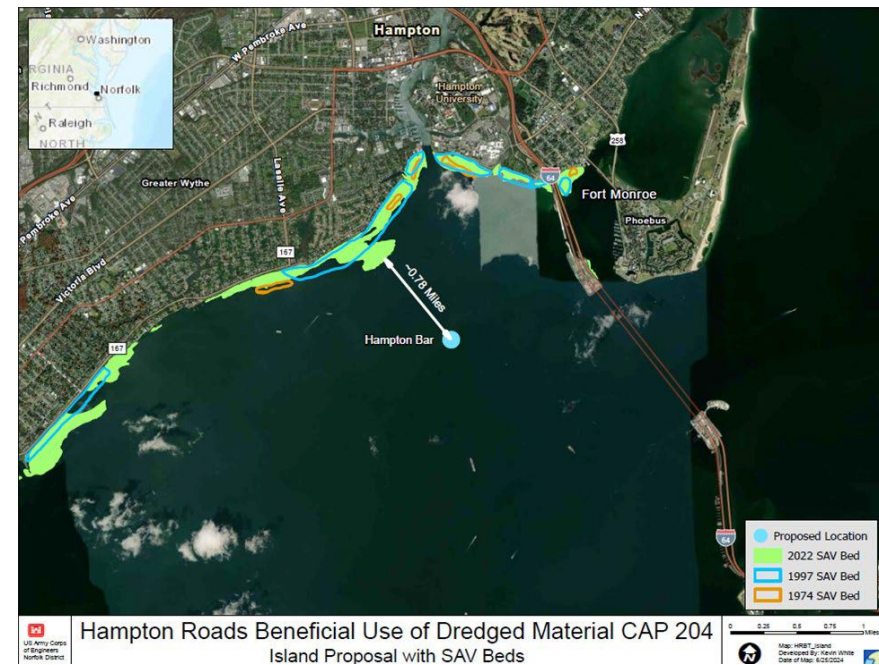 Washington
RGINIA
Richmond
Norfolk
Raleigh
NORTH
W Pembroke Ave
Hampton
Hampton
University
Lasalle Ave
Greater Wythe
Pembroke Ave
Victoria Blvd
167
167
64
258
Fort Monroe
Phoebus
~0.78 Miles
Hampton Bar
64
Proposed Location
2022 SAV Bed
1997 SAV Bed
1974 SAV Bed
US Army Corps
of Engineers
Norfolk District
Hampton Roads Beneficial Use of Dredged Material CAP 204
Island Proposal with SAV Beds
0 0.25 0.5 0.75 1
Miles
Map: HRBT_Island
Developed By: Kevin White
Date of Map: 6/25/2024